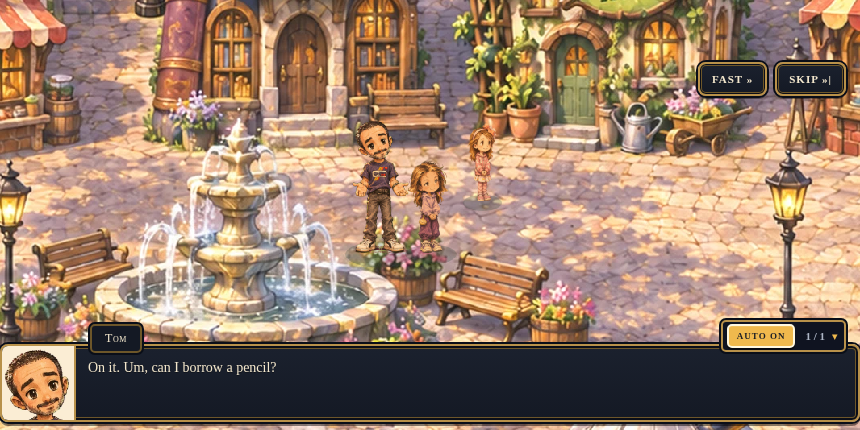 FAST »
SKIP »|
Tom
AUTO ON
1 / 1 ▼
On it. Um, can I borrow a pencil?